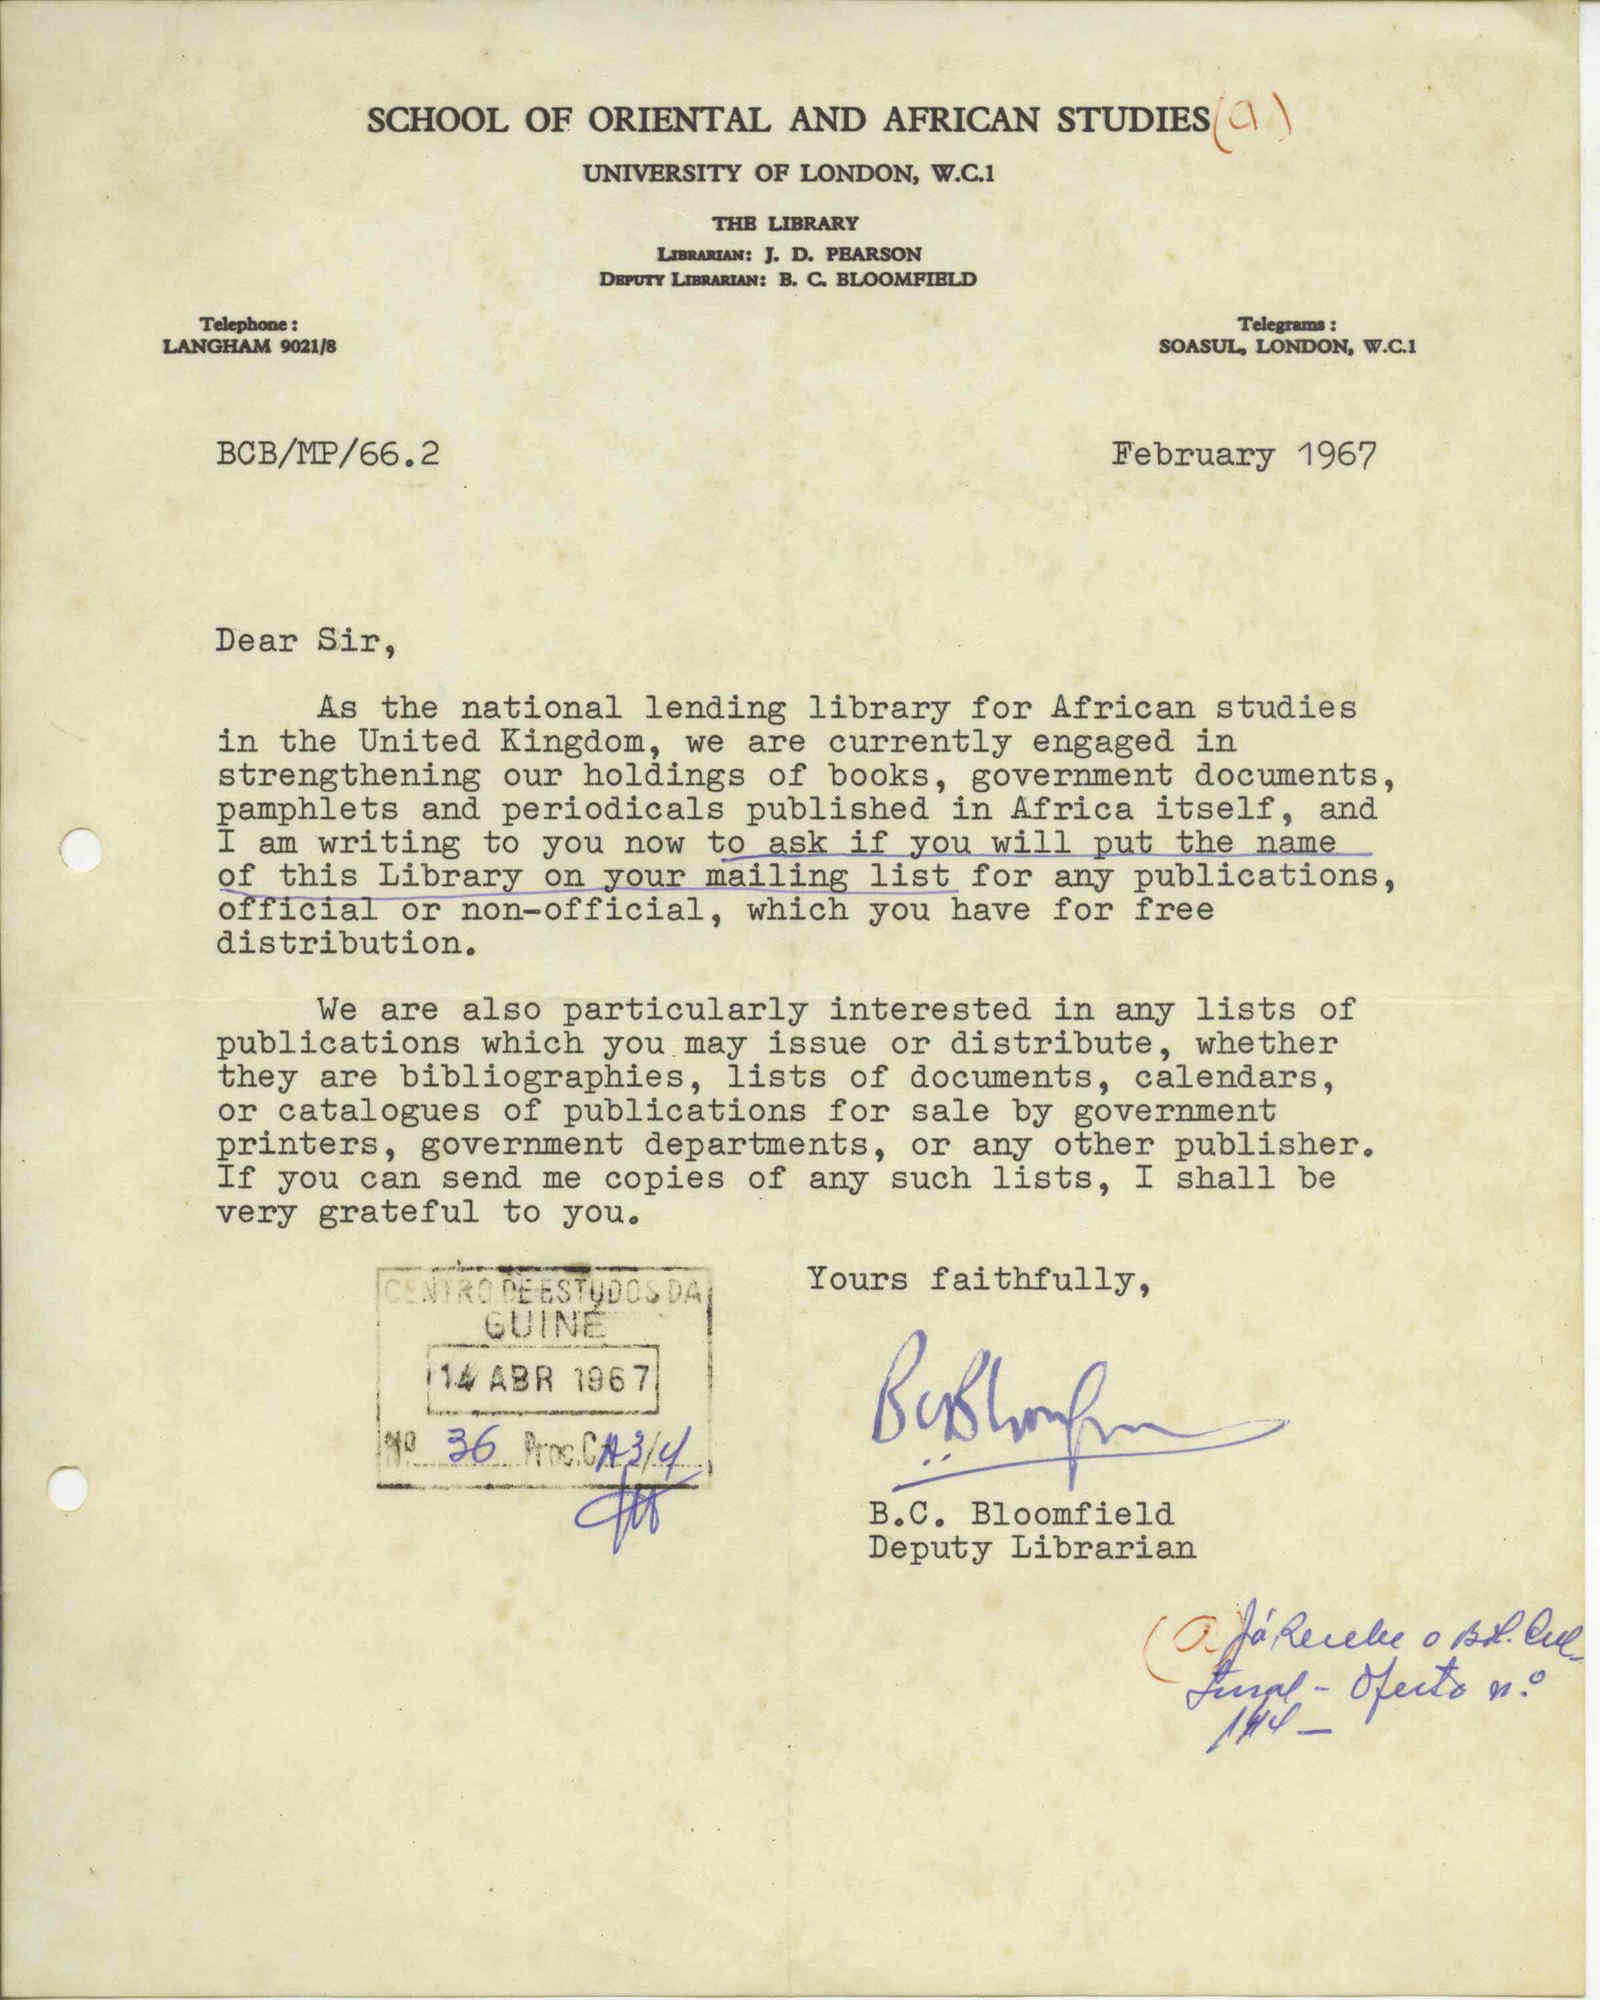 SCHOOL OF ORIENTAL AND AFRICAN STUDIES (a)
UNIVERSITY OF LONDON, W.C.1
THE LIBRARY
LIBRARIAN: J. D. PEARSON
DEPUTY LIBRARIAN: B. C. BLOOMFIELD
Telephone:
LANGHAM 9021/8
Telegrams:
SOASUL, LONDON, W.C.1
BCB/MP/66.2
February 1967
Dear Sir,
As the national lending library for African studies
in the United Kingdom, we are currently engaged in
strengthening our holdings of books, government documents,
pamphlets and periodicals published in Africa itself, and
I am writing to you now to ask if you will put the name
of this Library on your mailing list for any publications,
official or non-official, which you have for free
distribution.
We are also particularly interested in any lists of
publications which you may issue or distribute, whether
they are bibliographies, lists of documents, calendars,
or catalogues of publications for sale by government
printers, government departments, or any other publisher.
If you can send me copies of any such lists, I shall be
very grateful to you.
Yours faithfully,
CENTRO DE ESTUDOS DA
GUINÉ
14 ABR 1967
Nº 36 Proc. CA3/4
B.C. Bloomfield
Deputy Librarian
(a) Já Recebe o Bol. Cul-
tural - Oferta n.º